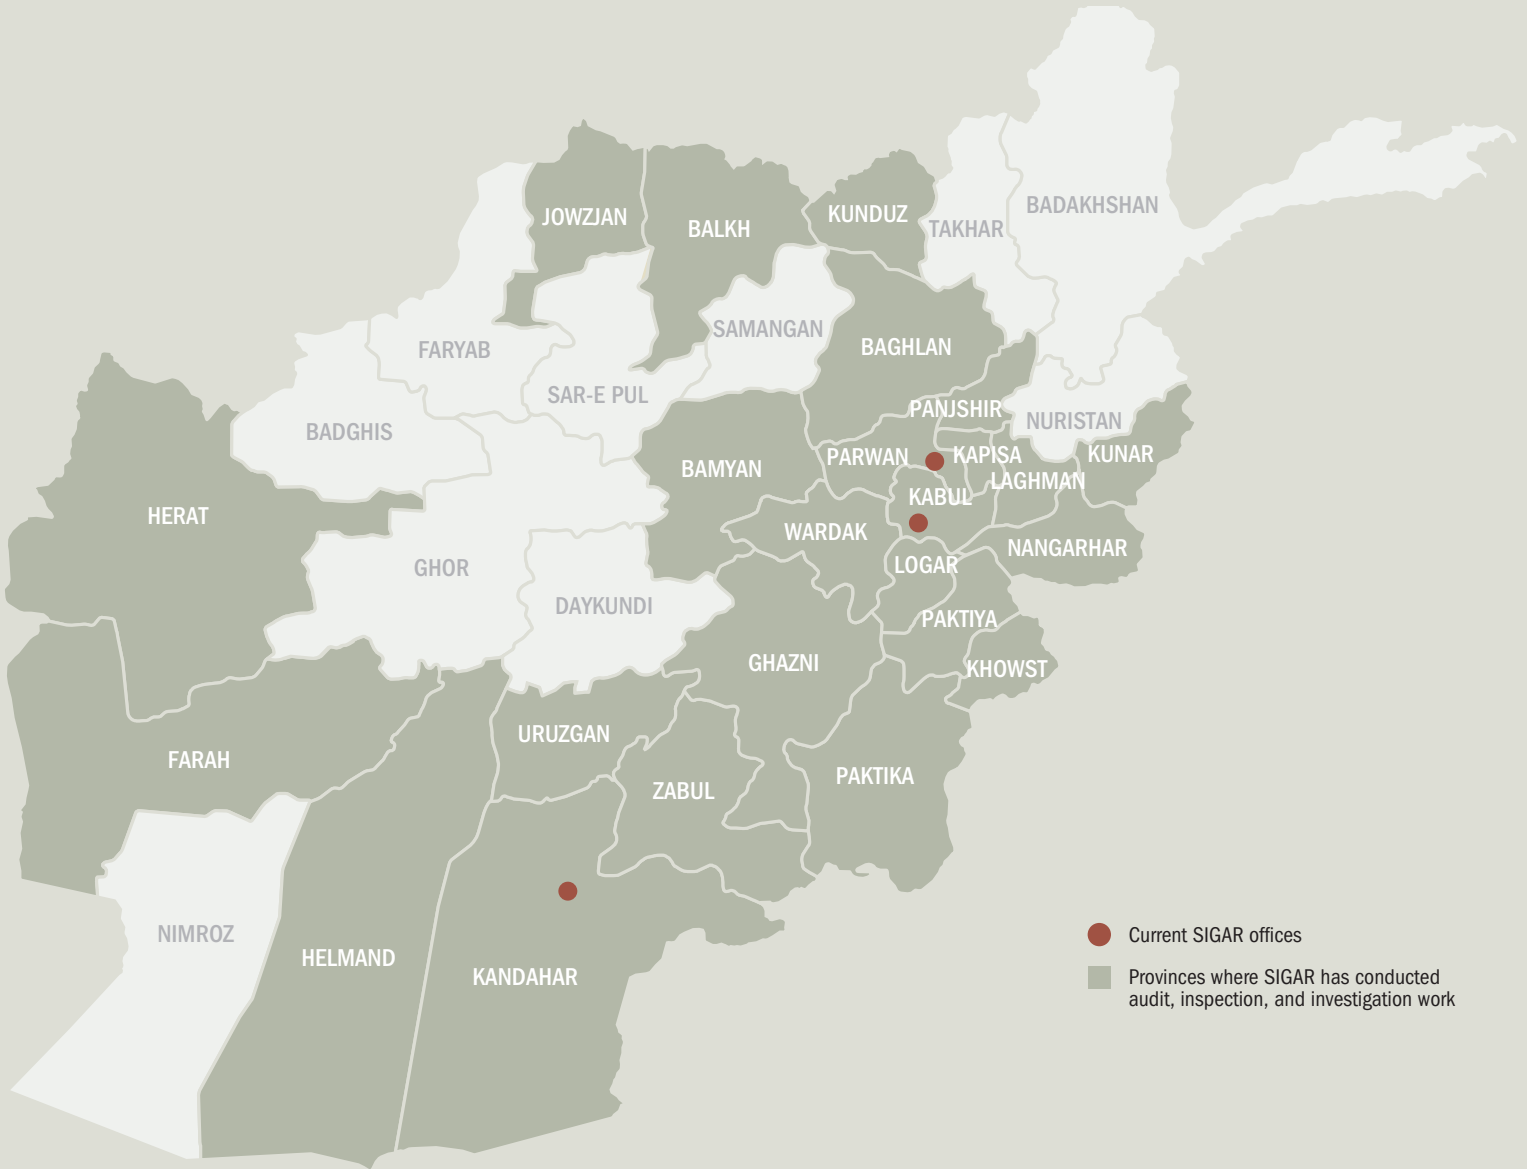 BADAKHSHAN
JOWZJAN
KUNDUZ
BALKH
TAKHAR
SAMANGAN
BAGHLAN
FARYAB
SAR-E PUL
PANJSHIR
NURISTAN
BADGHIS
KUNAR
KAPISA
PARWAN
BAMYAN
LAGHMAN
KABUL
HERAT
WARDAK
NANGARHAR
LOGAR
GHOR
DAYKUNDI
PAKTIYA
GHAZNI
KHOWST
URUZGAN
FARAH
PAKTIKA
ZABUL
NIMROZ
HELMAND
KANDAHAR
Current SIGAR offices
Provinces where SIGAR has conducted
audit, inspection, and investigation work